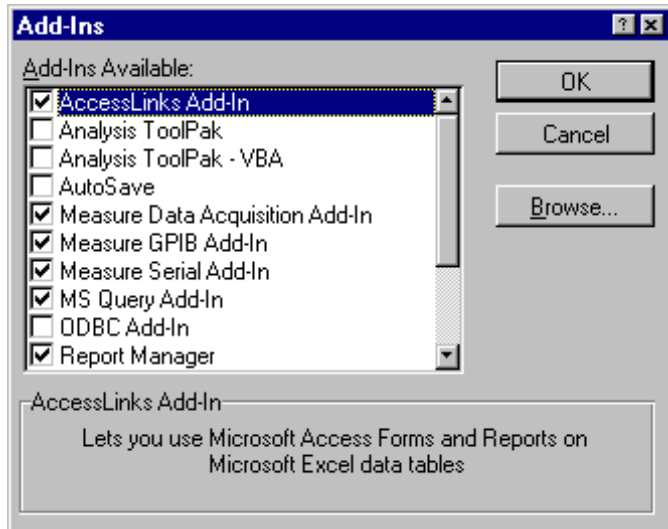 Add-Ins
Add-Ins Available:
AccessLinks Add-In
Analysis ToolPak
Analysis ToolPak - VBA
AutoSave
Measure Data Acquisition Add-In
Measure GPIB Add-In
Measure Serial Add-In
MS Query Add-In
ODBC Add-In
Report Manager
OK
Cancel
Browse...
AccessLinks Add-In
Lets you use Microsoft Access Forms and Reports on
Microsoft Excel data tables